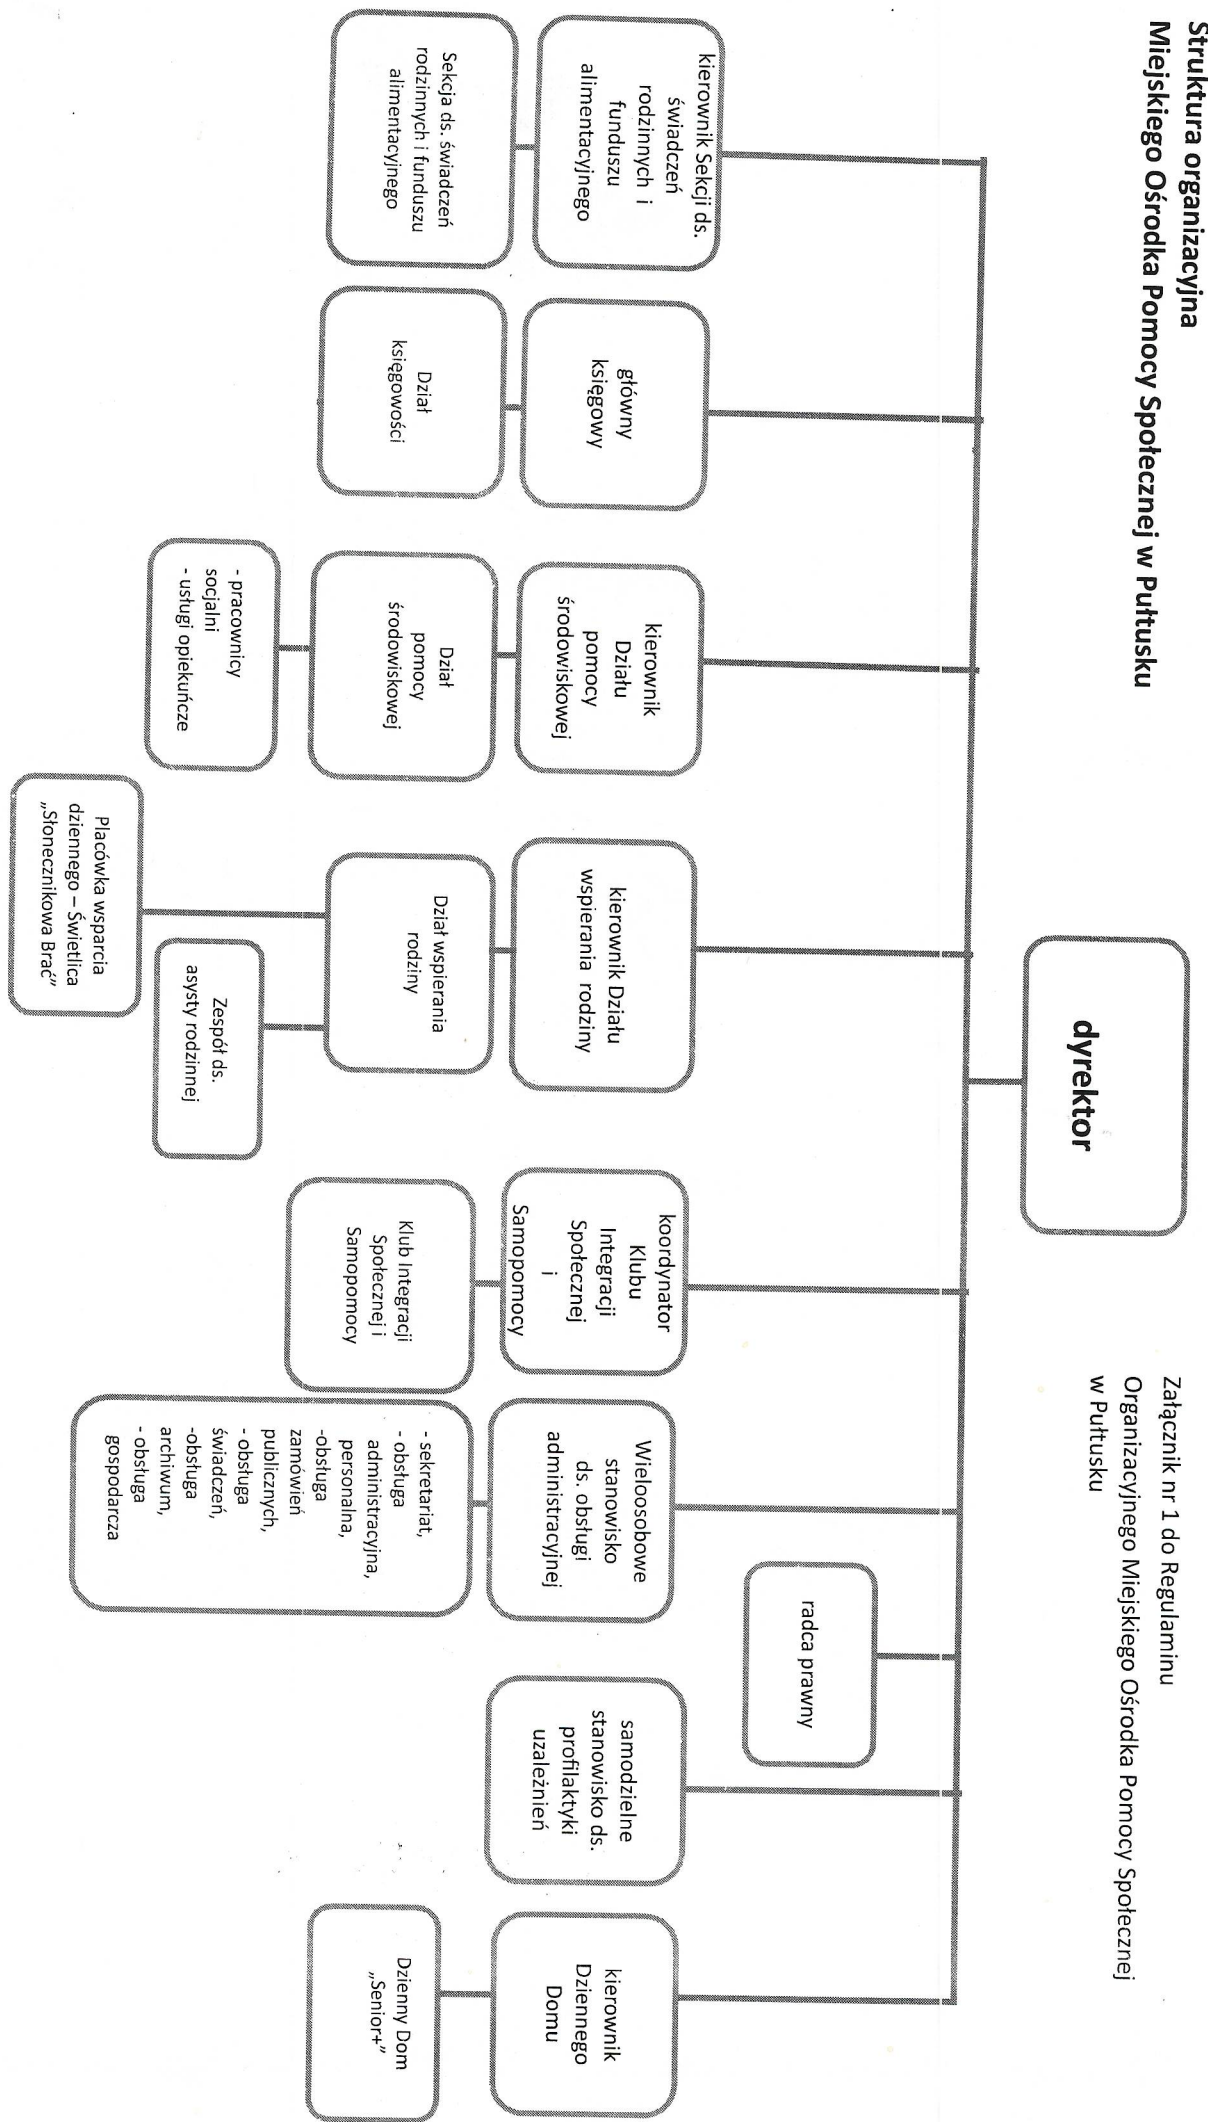 Struktura organizacyjna
Miejskiego Ośrodka Pomocy Społecznej w Pułtusku
Załącznik nr 1 do Regulaminu
Organizacyjnego Miejskiego Ośrodka Pomocy Społecznej
w Pułtusku
dyrektor
radca prawny
kierownik Sekcji ds.
świadczeń
rodzinnych i
funduszu
alimentacyjnego
główny
księgowy
kierownik
Działu
pomocy
środowiskowej
kierownik Działu
wspierania rodziny
koordynator
Klubu
Integracji
Społecznej
i
Samopomocy
Wieloosobowe
stanowisko
ds. obsługi
administracyjnej
samodzielne
stanowisko ds.
profilaktyki
uzależnień
kierownik
Dziennego
Domu
Sekcja ds. świadczeń
rodzinnych i funduszu
alimentacyjnego
Dział
księgowości
Dział
pomocy
środowiskowej
Dział wspierania
rodziny
Klub Integracji
Społecznej i
Samopomocy
- sekretariat,
- obsługa
administracyjna,
personalna,
-obsługa
zamówień
publicznych,
- obsługa
świadczeń,
-obsługa
archiwum,
- obsługa
gospodarcza
Dzienny Dom
„Senior+”
- pracownicy
socjalni
- usługi opiekuńcze
Zespół ds.
asysty rodzinnej
Placówka wsparcia
dziennego – Świetlica
„Słonecznikowa Brać”